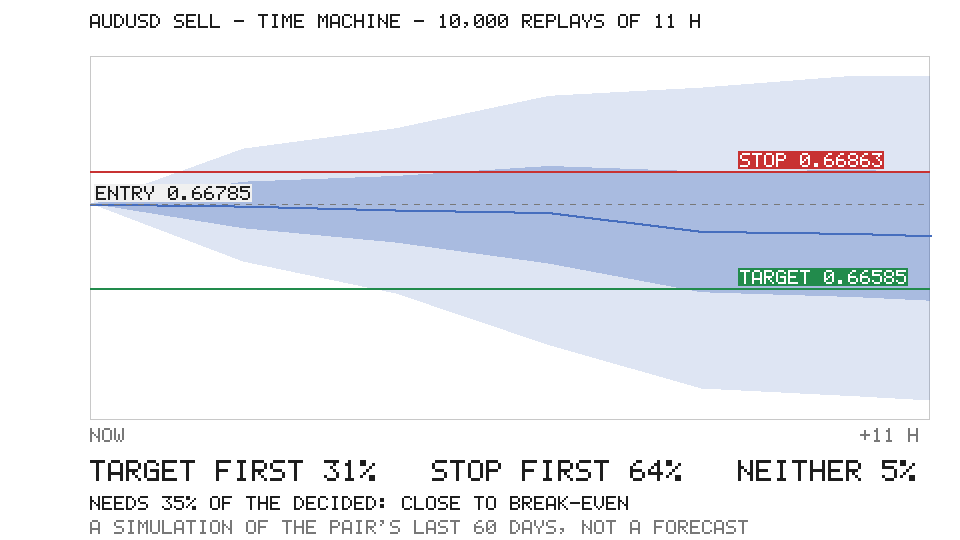 AUDUSD SELL – TIME MACHINE – 10,000 REPLAYS OF 11 H
STOP 0.66863
ENTRY 0.66785
TARGET 0.66585
NOW +11 H
TARGET FIRST 31% STOP FIRST 64% NEITHER 5%
NEEDS 35% OF THE DECIDED: CLOSE TO BREAK-EVEN
A SIMULATION OF THE PAIR'S LAST 60 DAYS, NOT A FORECAST